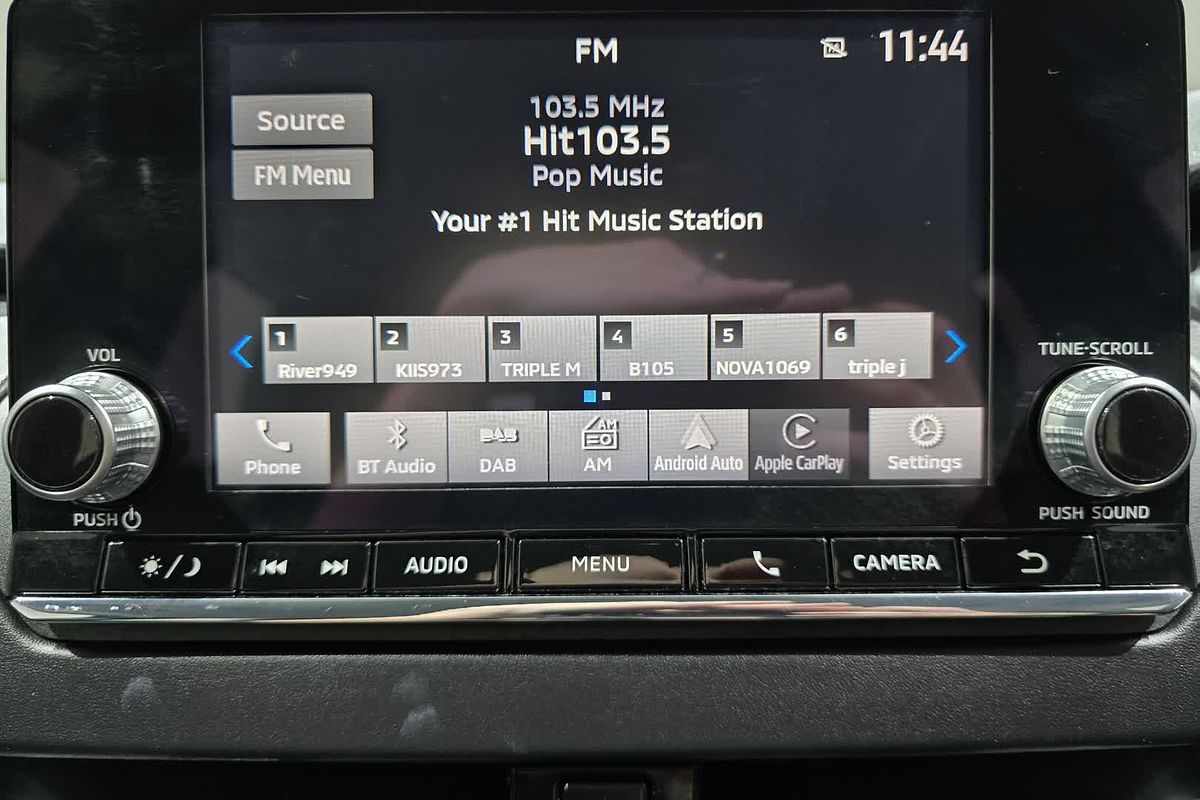 FM
11:44
Source
103.5 MHz
Hit103.5
FM Menu
Pop Music
Your #1 Hit Music Station
VOL
TUNE·SCROLL
1
2
3
4
5
6
River949
KIIS973
TRIPLE M
B105
NOVA1069
triple j
Phone
BT Audio
DAB
DAB
AM
AM
Android Auto
Apple CarPlay
Settings
PUSH
PUSH SOUND
AUDIO
MENU
CAMERA